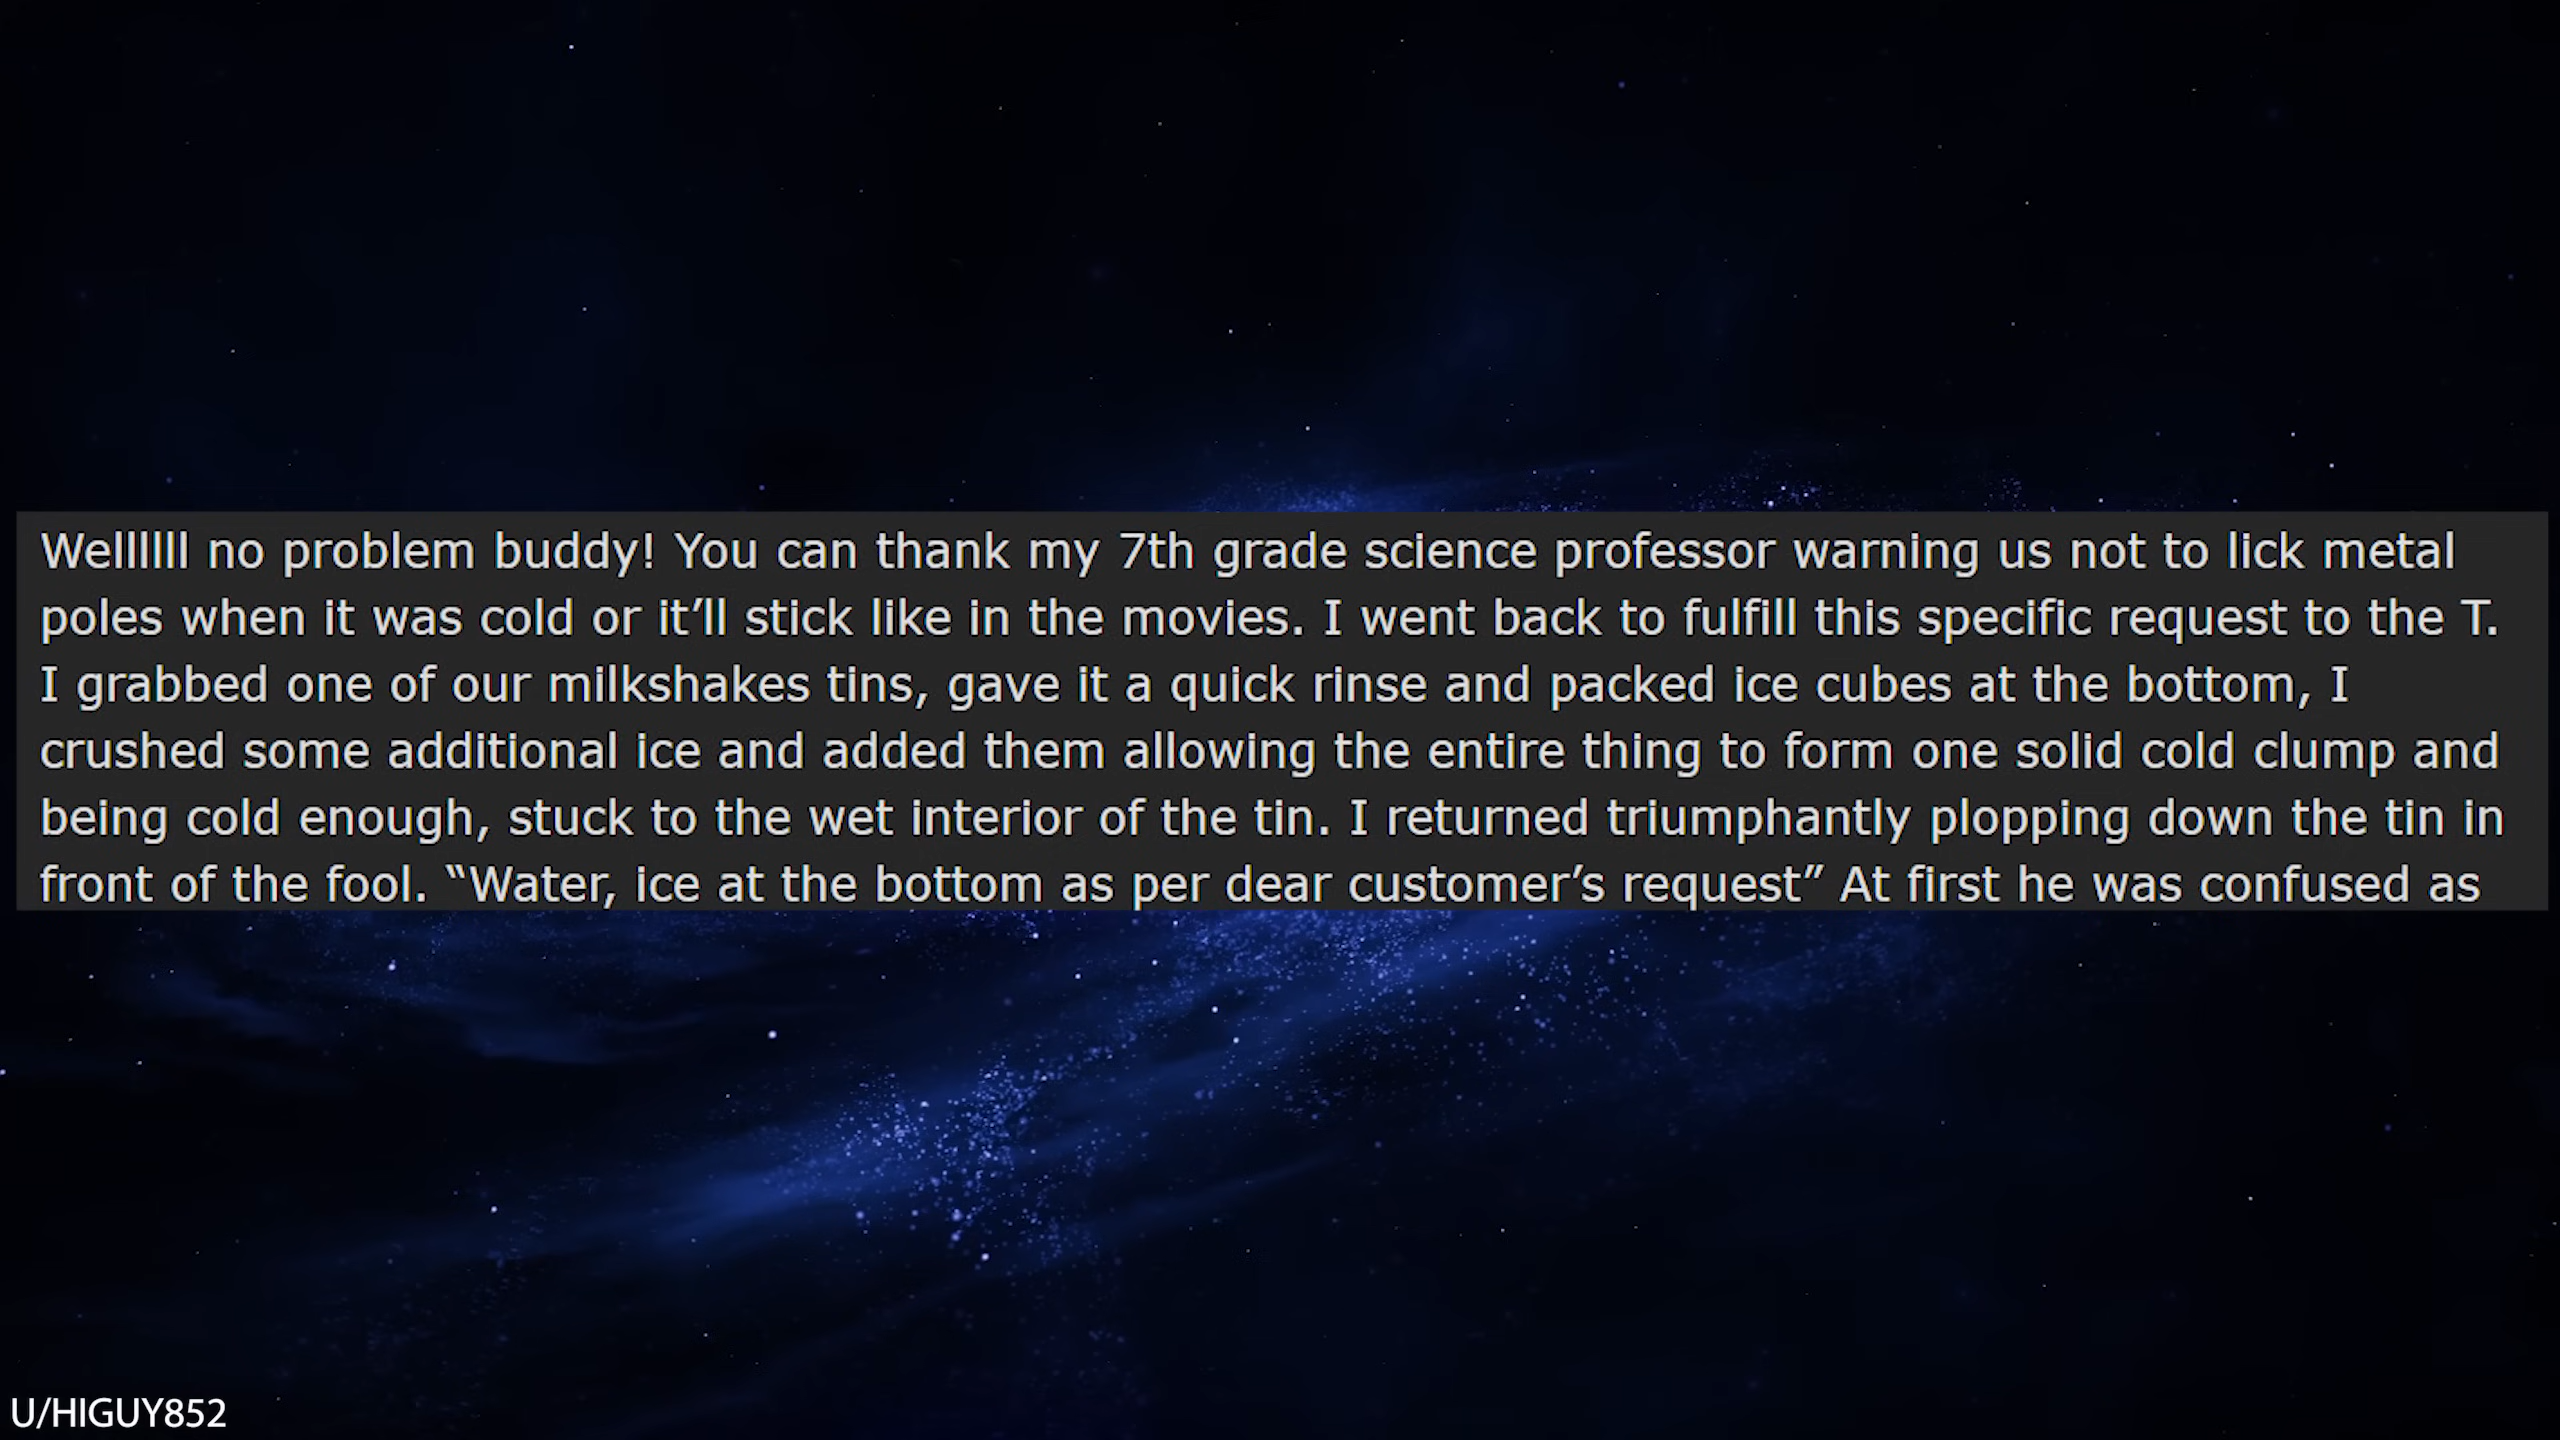 Wellllll no problem buddy! You can thank my 7th grade science professor warning us not to lick metal
poles when it was cold or it’ll stick like in the movies. I went back to fulfill this specific request to the T.
I grabbed one of our milkshakes tins, gave it a quick rinse and packed ice cubes at the bottom, I
crushed some additional ice and added them allowing the entire thing to form one solid cold clump and
being cold enough, stuck to the wet interior of the tin. I returned triumphantly plopping down the tin in
front of the fool. “Water, ice at the bottom as per dear customer’s request” At first he was confused as
U/HIGUY852